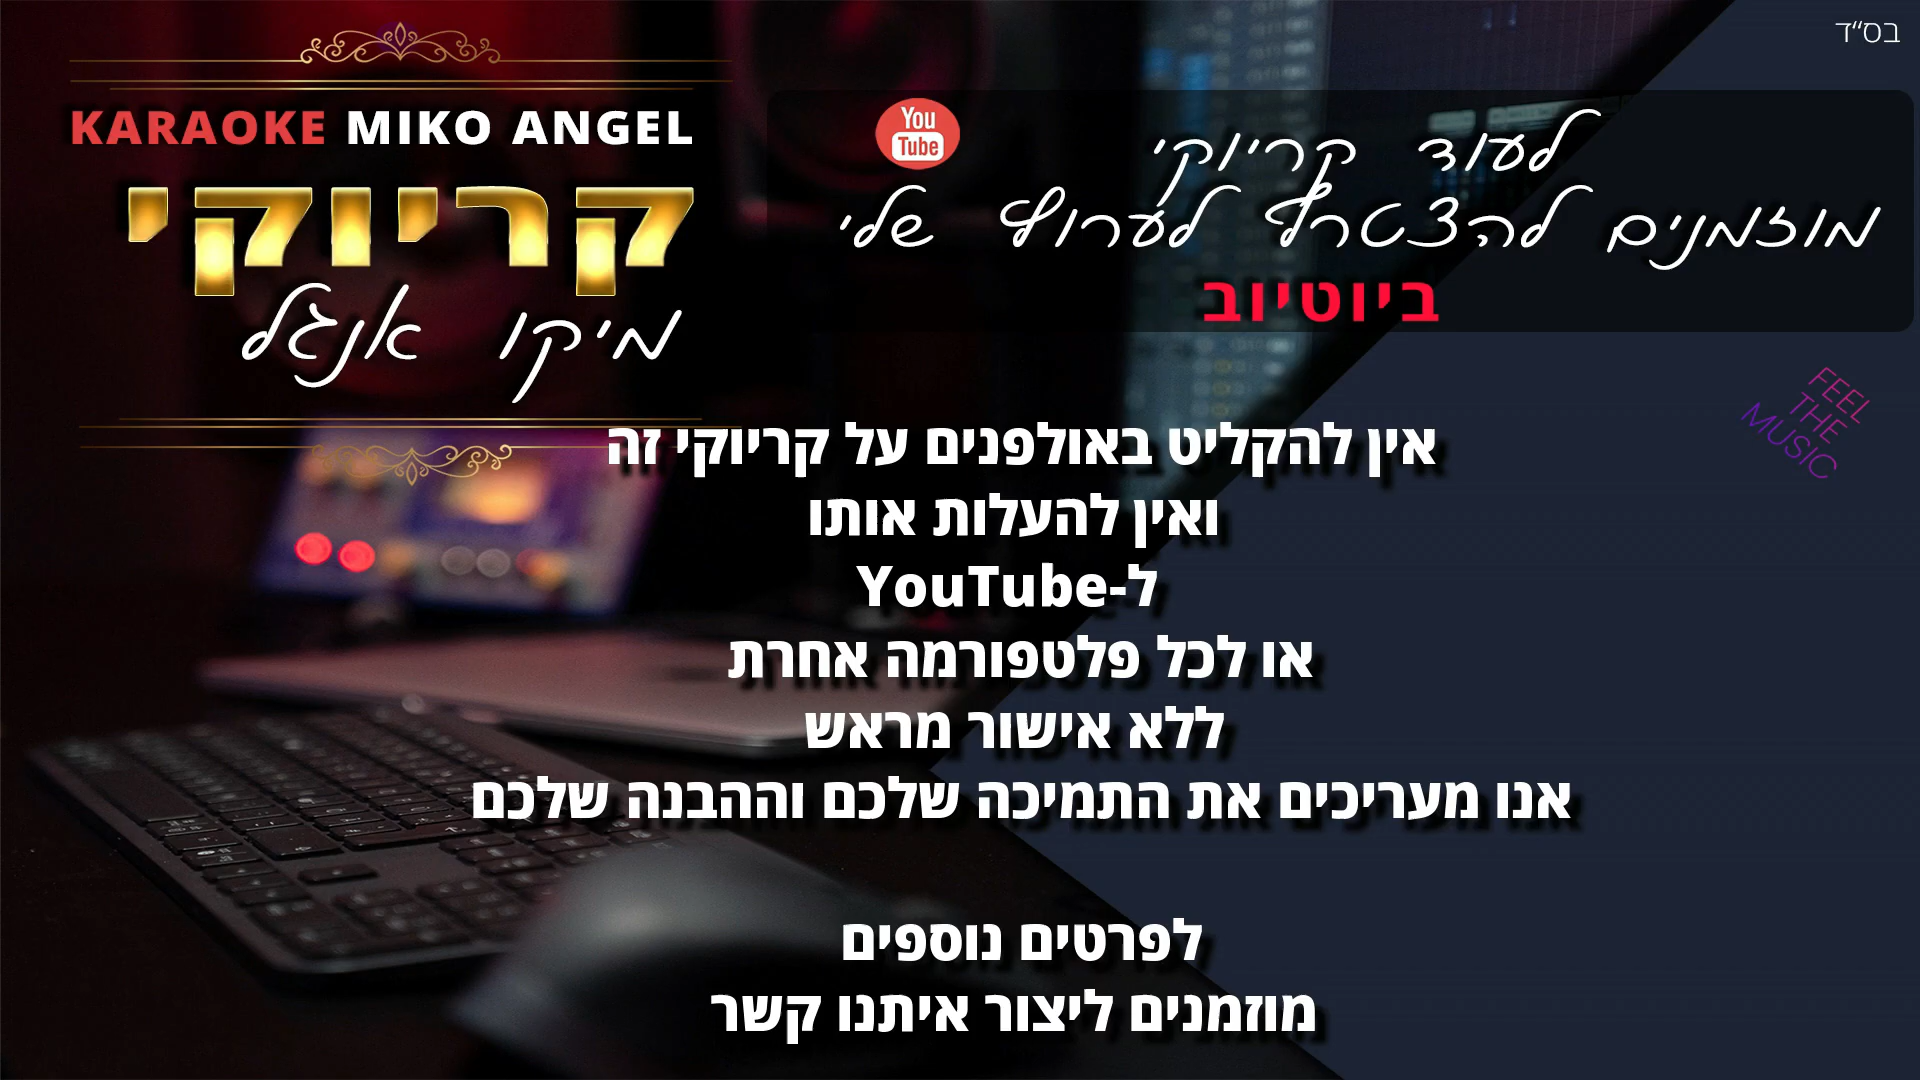 בס"ד
KARAOKE MIKO ANGEL
קריוקי
מיקו אנגל
You
Tube
לעוד קריוקי
מוזמנים להצטרף לערוץ שלי
ביוטיוב
FEEL
THE
MUSIC
אין להקליט באולפנים על קריוקי זה
ואין להעלות אותו
ל-YouTube
או לכל פלטפורמה אחרת
ללא אישור מראש
אנו מעריכים את התמיכה שלכם וההבנה שלכם
לפרטים נוספים
מוזמנים ליצור איתנו קשר